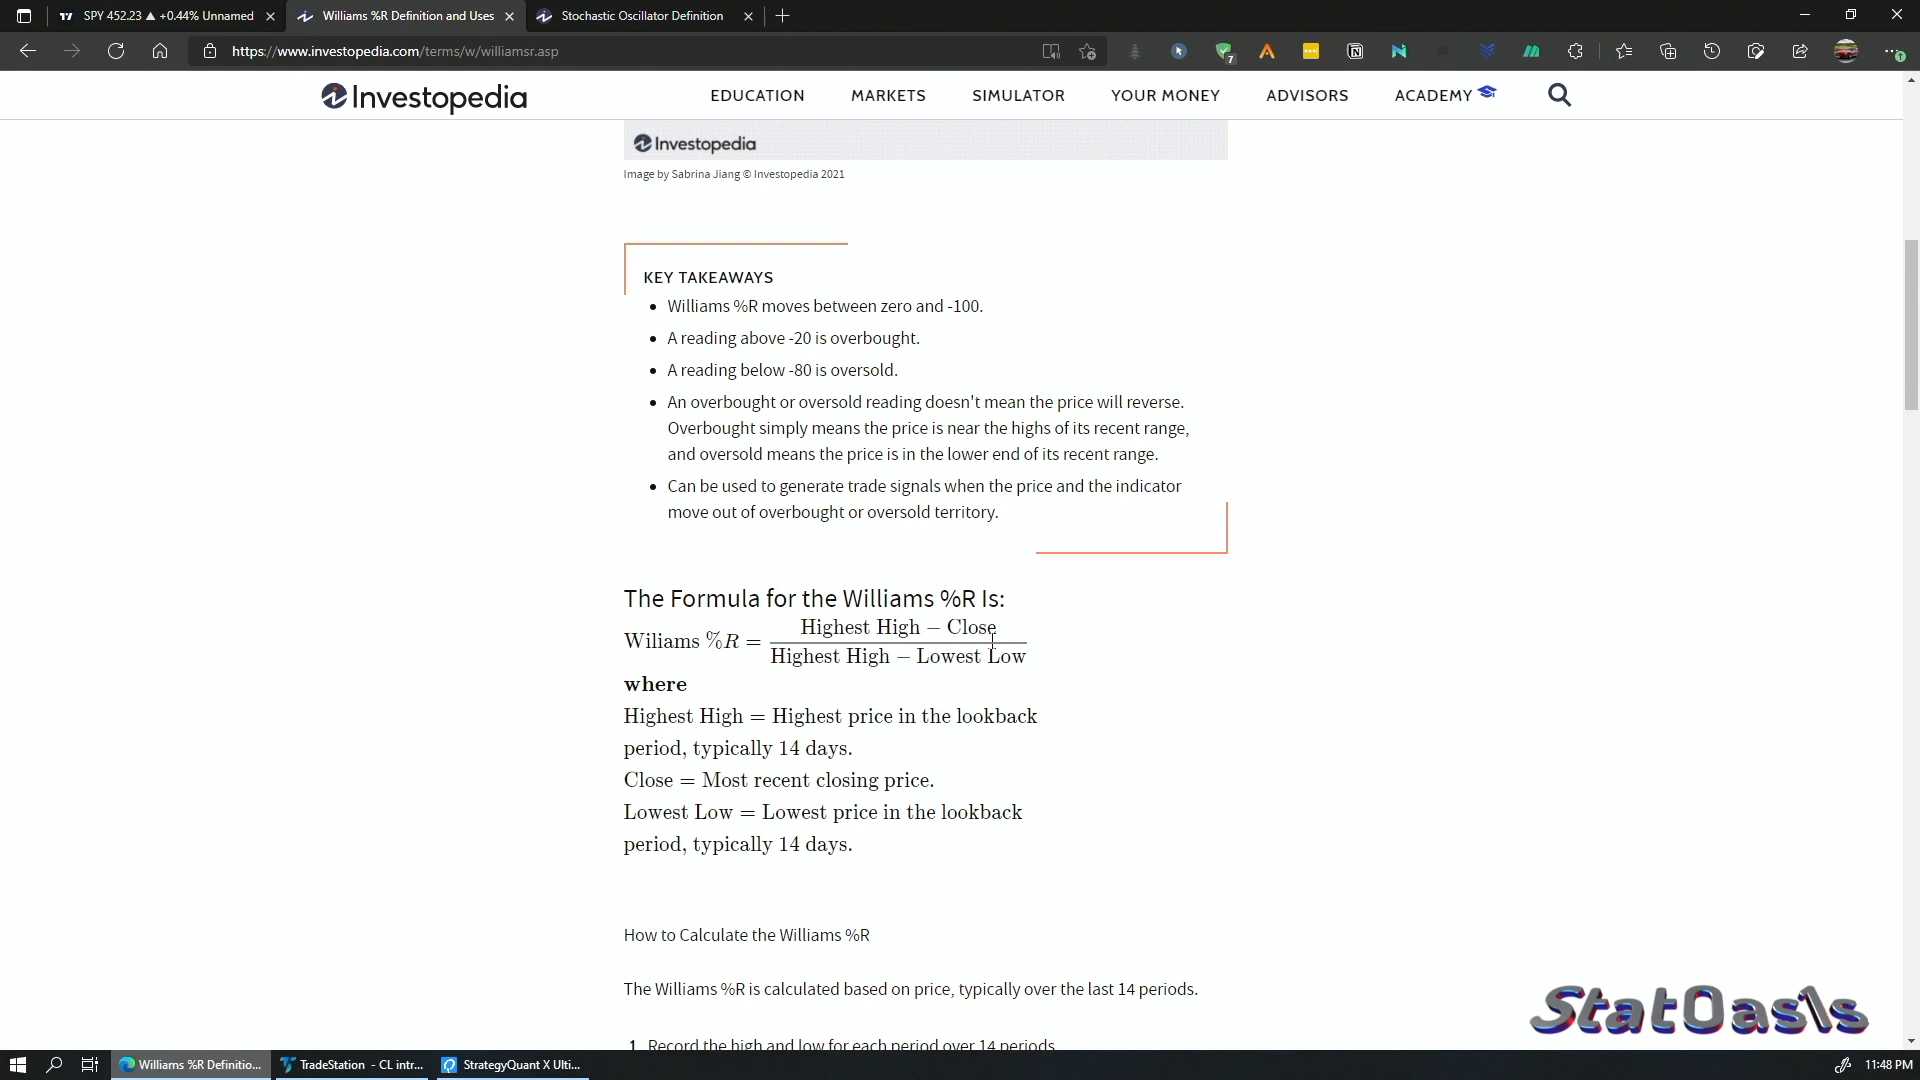 SPY 452.23 ▲ +0.44% Unnamed
Williams %R Definition and Uses
Stochastic Oscillator Definition
https://www.investopedia.com/terms/w/williamsr.asp
7
Investopedia
EDUCATION
MARKETS
SIMULATOR
YOUR MONEY
ADVISORS
ACADEMY
Investopedia
Image by Sabrina Jiang © Investopedia 2021
KEY TAKEAWAYS
• Williams %R moves between zero and -100.
• A reading above -20 is overbought.
• A reading below -80 is oversold.
• An overbought or oversold reading doesn't mean the price will reverse.
Overbought simply means the price is near the highs of its recent range,
and oversold means the price is in the lower end of its recent range.
• Can be used to generate trade signals when the price and the indicator
move out of overbought or oversold territory.
The Formula for the Williams %R Is:
Highest High − Close
Wiliams %R =
Highest High − Lowest Low
where
Highest High = Highest price in the lookback
period, typically 14 days.
Close = Most recent closing price.
Lowest Low = Lowest price in the lookback
period, typically 14 days.
How to Calculate the Williams %R
The Williams %R is calculated based on price, typically over the last 14 periods.
1. Record the high and low for each period over 14 periods.
StatOasis
Williams %R Definitio...
TradeStation - CL intr...
StrategyQuant X Ulti...
11:48 PM